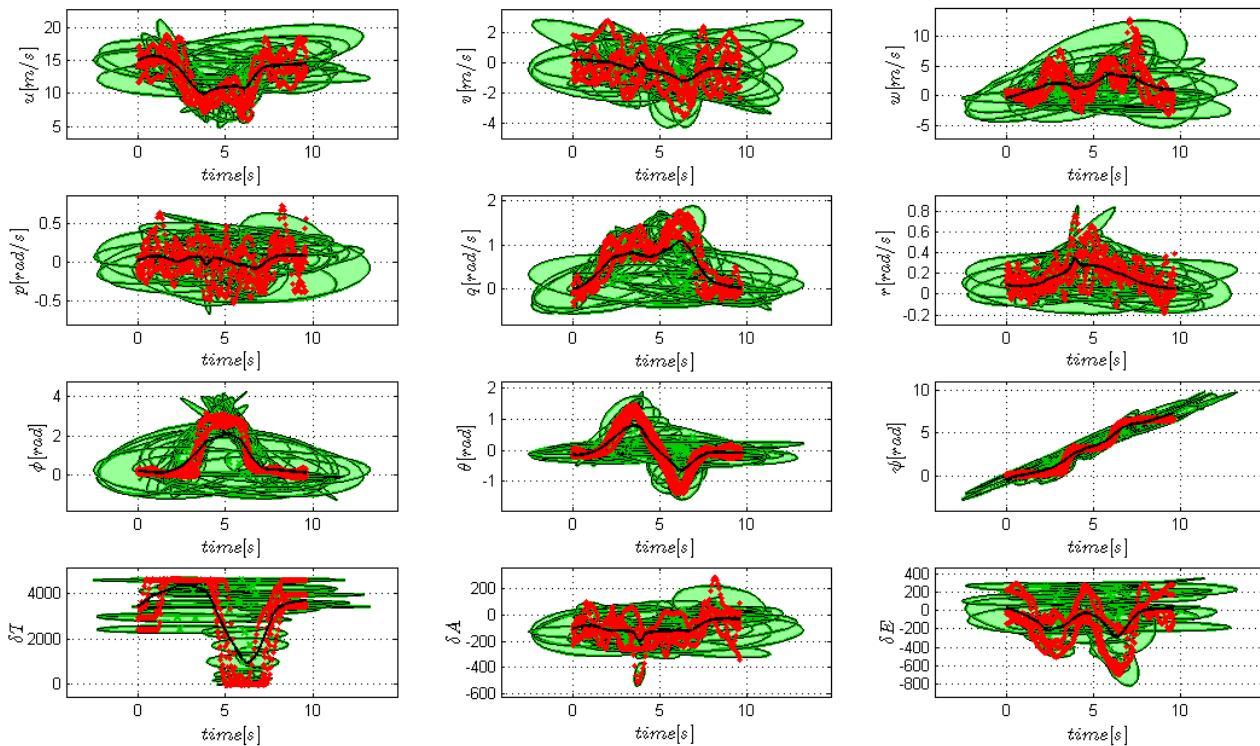 20
15
10
5
u[m/s]
0 5 10
time[s]
2
0
-2
-4
v[m/s]
0 5 10
time[s]
10
5
0
-5
w[m/s]
0 5 10
time[s]
0.5
0
-0.5
p[rad/s]
0 5 10
time[s]
2
1
0
q[rad/s]
0 5 10
time[s]
0.8
0.6
0.4
0.2
0
-0.2
r[rad/s]
0 5 10
time[s]
4
2
0
ϕ[rad]
0 5 10
time[s]
2
1
0
-1
θ[rad]
0 5 10
time[s]
10
5
0
ψ[rad]
0 5 10
time[s]
4000
2000
0
δT
0 5 10
time[s]
200
0
-200
-400
-600
δA
0 5 10
time[s]
400
200
0
-200
-400
-600
-800
δE
0 5 10
time[s]